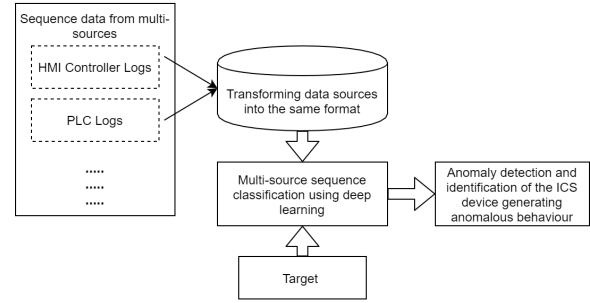 Sequence data from multi-
sources
HMI Controller Logs
PLC Logs
.....
.....
.....
Transforming data sources
into the same format
Multi-source sequence
classification using deep
learning
Anomaly detection and
identification of the ICS
device generating
anomalous behaviour
Target